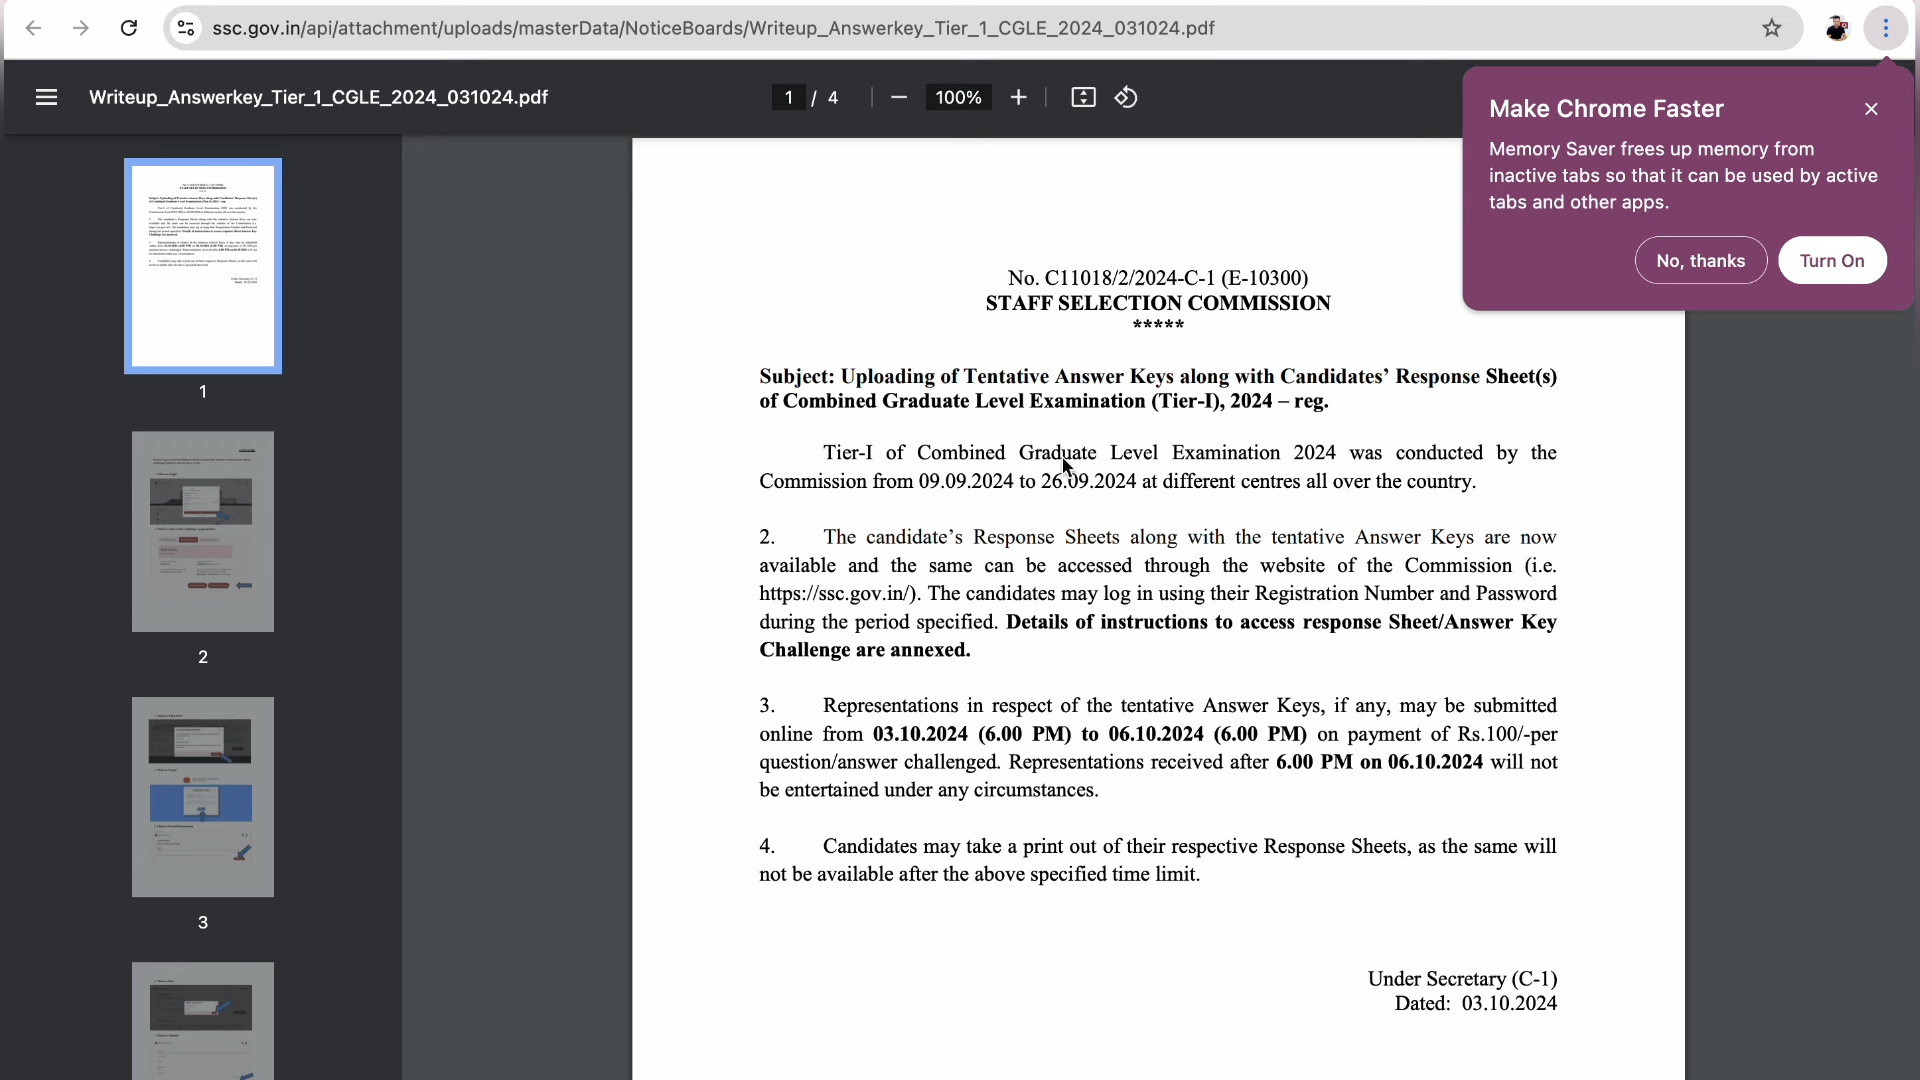 ssc.gov.in/api/attachment/uploads/masterData/NoticeBoards/Writeup_Answerkey_Tier_1_CGLE_2024_031024.pdf
Writeup_Answerkey_Tier_1_CGLE_2024_031024.pdf
1 / 4
100%
Make Chrome Faster
Memory Saver frees up memory from
inactive tabs so that it can be used by active
tabs and other apps.
No, thanks
Turn On
1
2
3
No. C11018/2/2024-C-1 (E-10300)
STAFF SELECTION COMMISSION
*****
Subject: Uploading of Tentative Answer Keys along with Candidates’ Response Sheet(s)
of Combined Graduate Level Examination (Tier-I), 2024 – reg.
Tier-I of Combined Graduate Level Examination 2024 was conducted by the
Commission from 09.09.2024 to 26.09.2024 at different centres all over the country.
2. The candidate’s Response Sheets along with the tentative Answer Keys are now
available and the same can be accessed through the website of the Commission (i.e.
https://ssc.gov.in/). The candidates may log in using their Registration Number and Password
during the period specified. Details of instructions to access response Sheet/Answer Key
Challenge are annexed.
3. Representations in respect of the tentative Answer Keys, if any, may be submitted
online from 03.10.2024 (6.00 PM) to 06.10.2024 (6.00 PM) on payment of Rs.100/-per
question/answer challenged. Representations received after 6.00 PM on 06.10.2024 will not
be entertained under any circumstances.
4. Candidates may take a print out of their respective Response Sheets, as the same will
not be available after the above specified time limit.
Under Secretary (C-1)
Dated: 03.10.2024